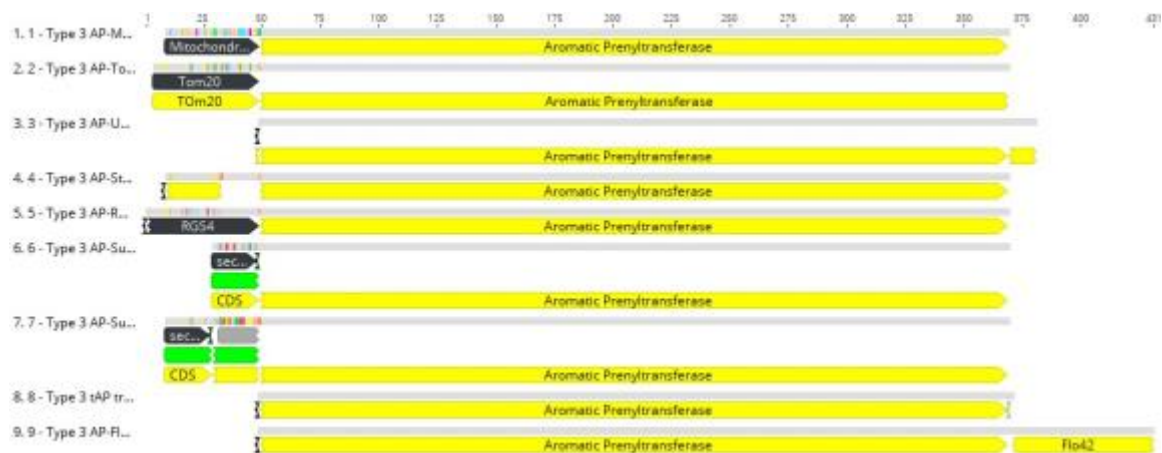 1 25 50 75 100 125 150 175 200 225 250 275 300 325 350 375 400 431
1. 1 - Type 3 AP-M...
Mitochondr... Aromatic Prenyltransferase
2. 2 - Type 3 AP-To...
Tom20
TOm20 Aromatic Prenyltransferase
3. 3 - Type 3 AP-U...
Aromatic Prenyltransferase
4. 4 - Type 3 AP-St...
Aromatic Prenyltransferase
5. 5 - Type 3 AP-R...
RGS4 Aromatic Prenyltransferase
6. 6 - Type 3 AP-Su...
sec...
CDS Aromatic Prenyltransferase
7. 7 - Type 3 AP-Su...
sec...
CDS Aromatic Prenyltransferase
8. 8 - Type 3 tAP tr...
Aromatic Prenyltransferase
9. 9 - Type 3 AP-Fl...
Aromatic Prenyltransferase Flo42